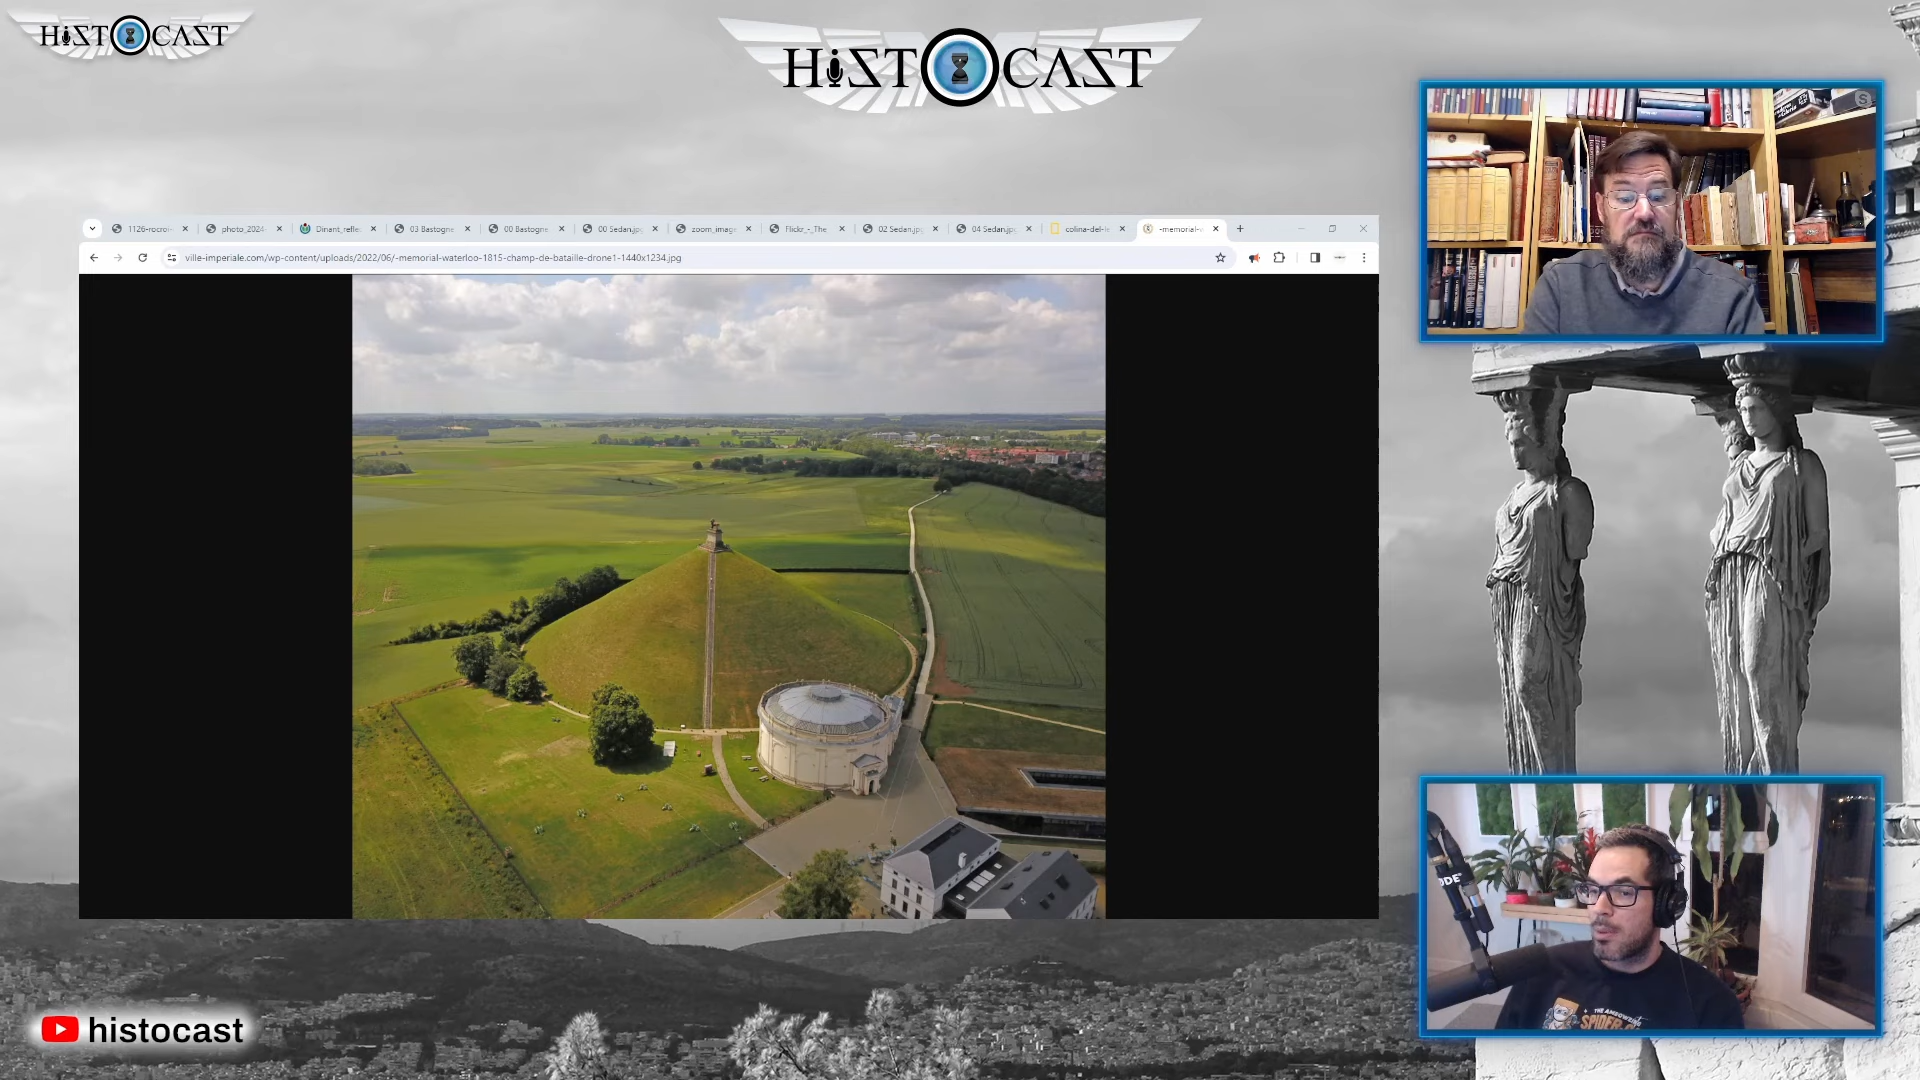 HiSTOCAST
HiSTOCAST
1126-rocroi-
photo_2024-
Dinant_refle
03 Bastogne
00 Bastogne
00 Sedan.jp
zoom_image
Flickr_-_The
02 Sedan.jp
04 Sedan.jp
colina-del-le
-memorial-w
ville-imperiale.com/wp-content/uploads/2022/06/-memorial-waterloo-1815-champ-de-bataille-drone1-1440x1234.jpg
histocast